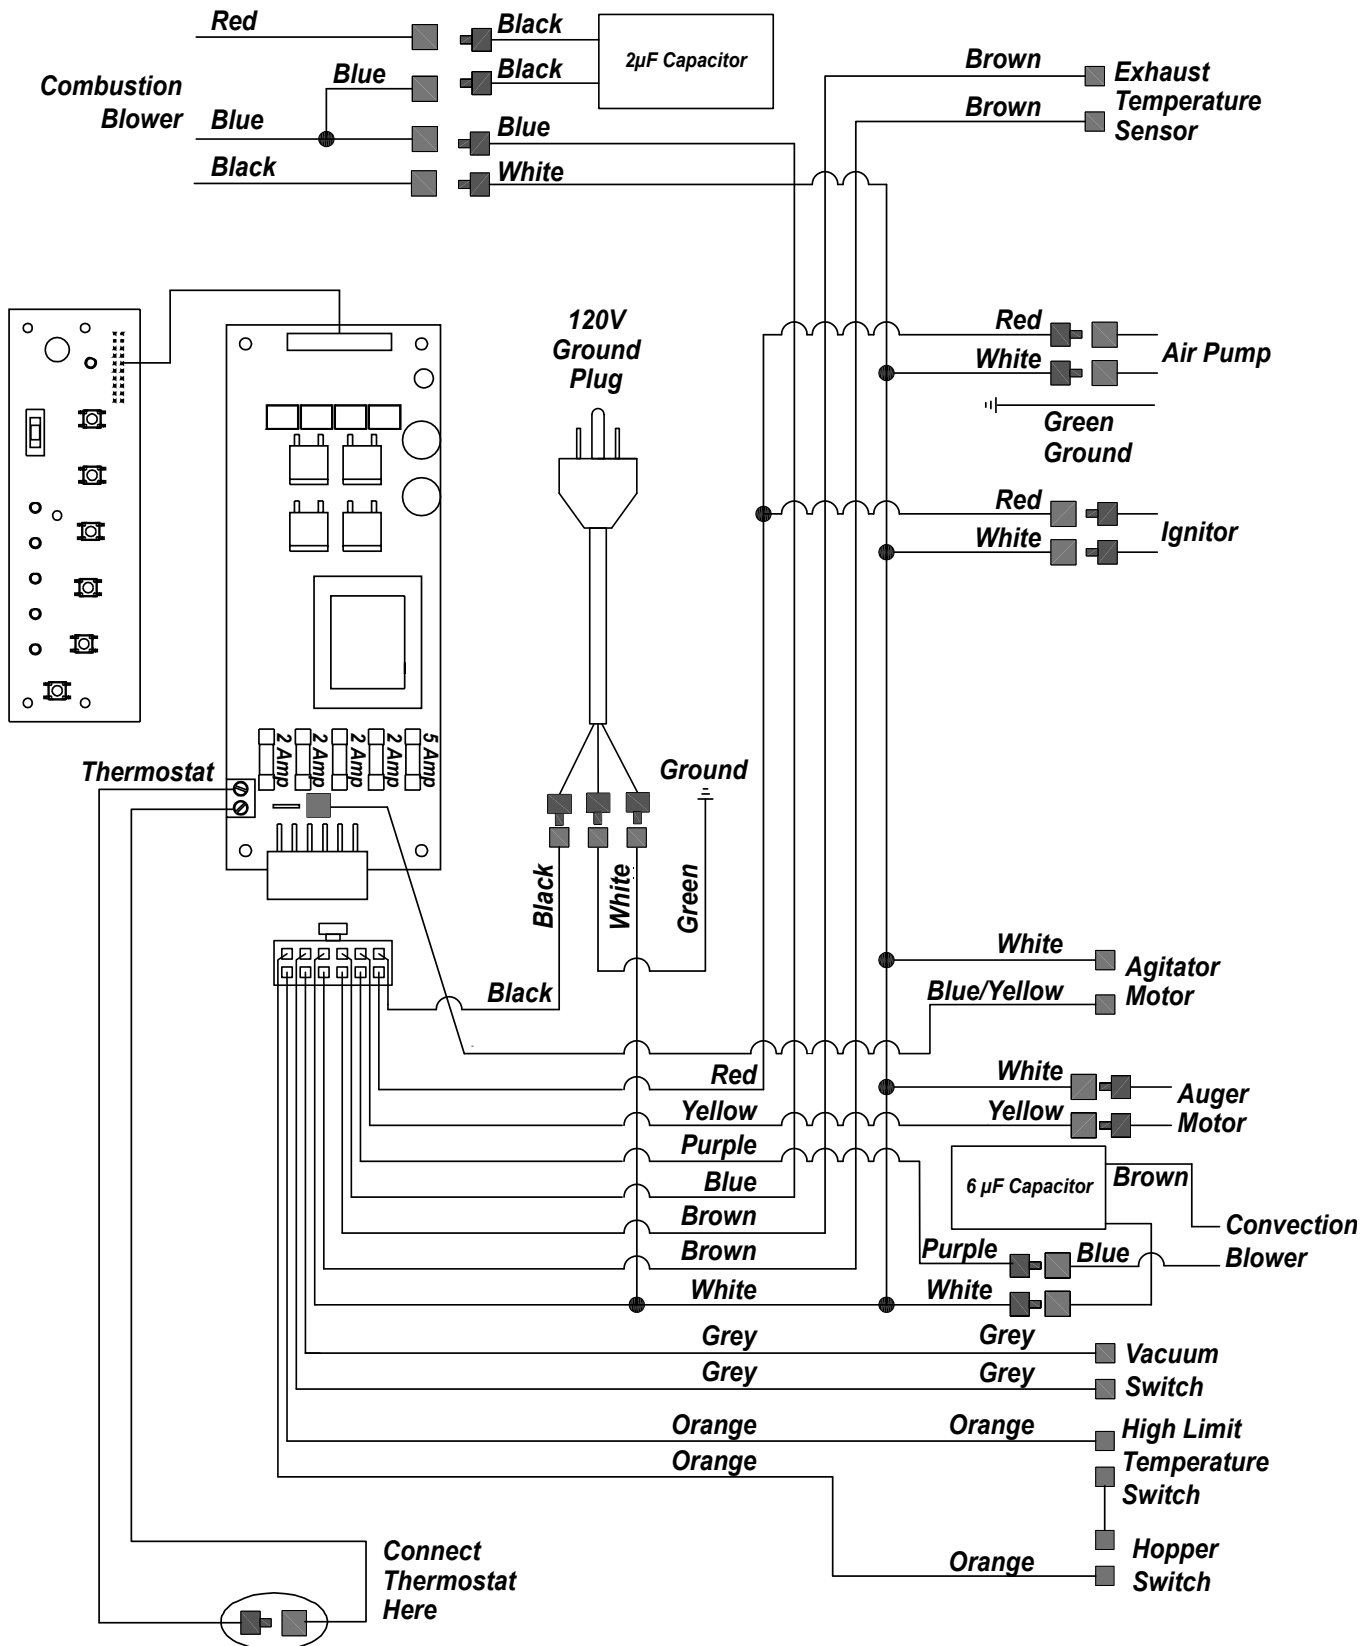 Red
Black
2µF Capacitor
Blue
Black
Combustion
Blower
Blue
Blue
Black
White
Brown
Exhaust
Temperature
Sensor
Brown
120V
Ground
Plug
Red
White
Air Pump
Green
Ground
Red
White
Ignitor
2 Amp
2 Amp
2 Amp
2 Amp
5 Amp
Thermostat
Ground
Black
White
Green
Black
White
Blue/Yellow
Agitator
Motor
Red
White
Yellow
Yellow
Auger
Motor
Purple
6 µF Capacitor
Brown
Blue
Brown
Convection
Blower
Purple
Blue
Brown
White
White
Grey
Grey
Vacuum
Switch
Grey
Grey
Orange
Orange
High Limit
Temperature
Switch
Orange
Orange
Hopper
Switch
Connect
Thermostat
Here